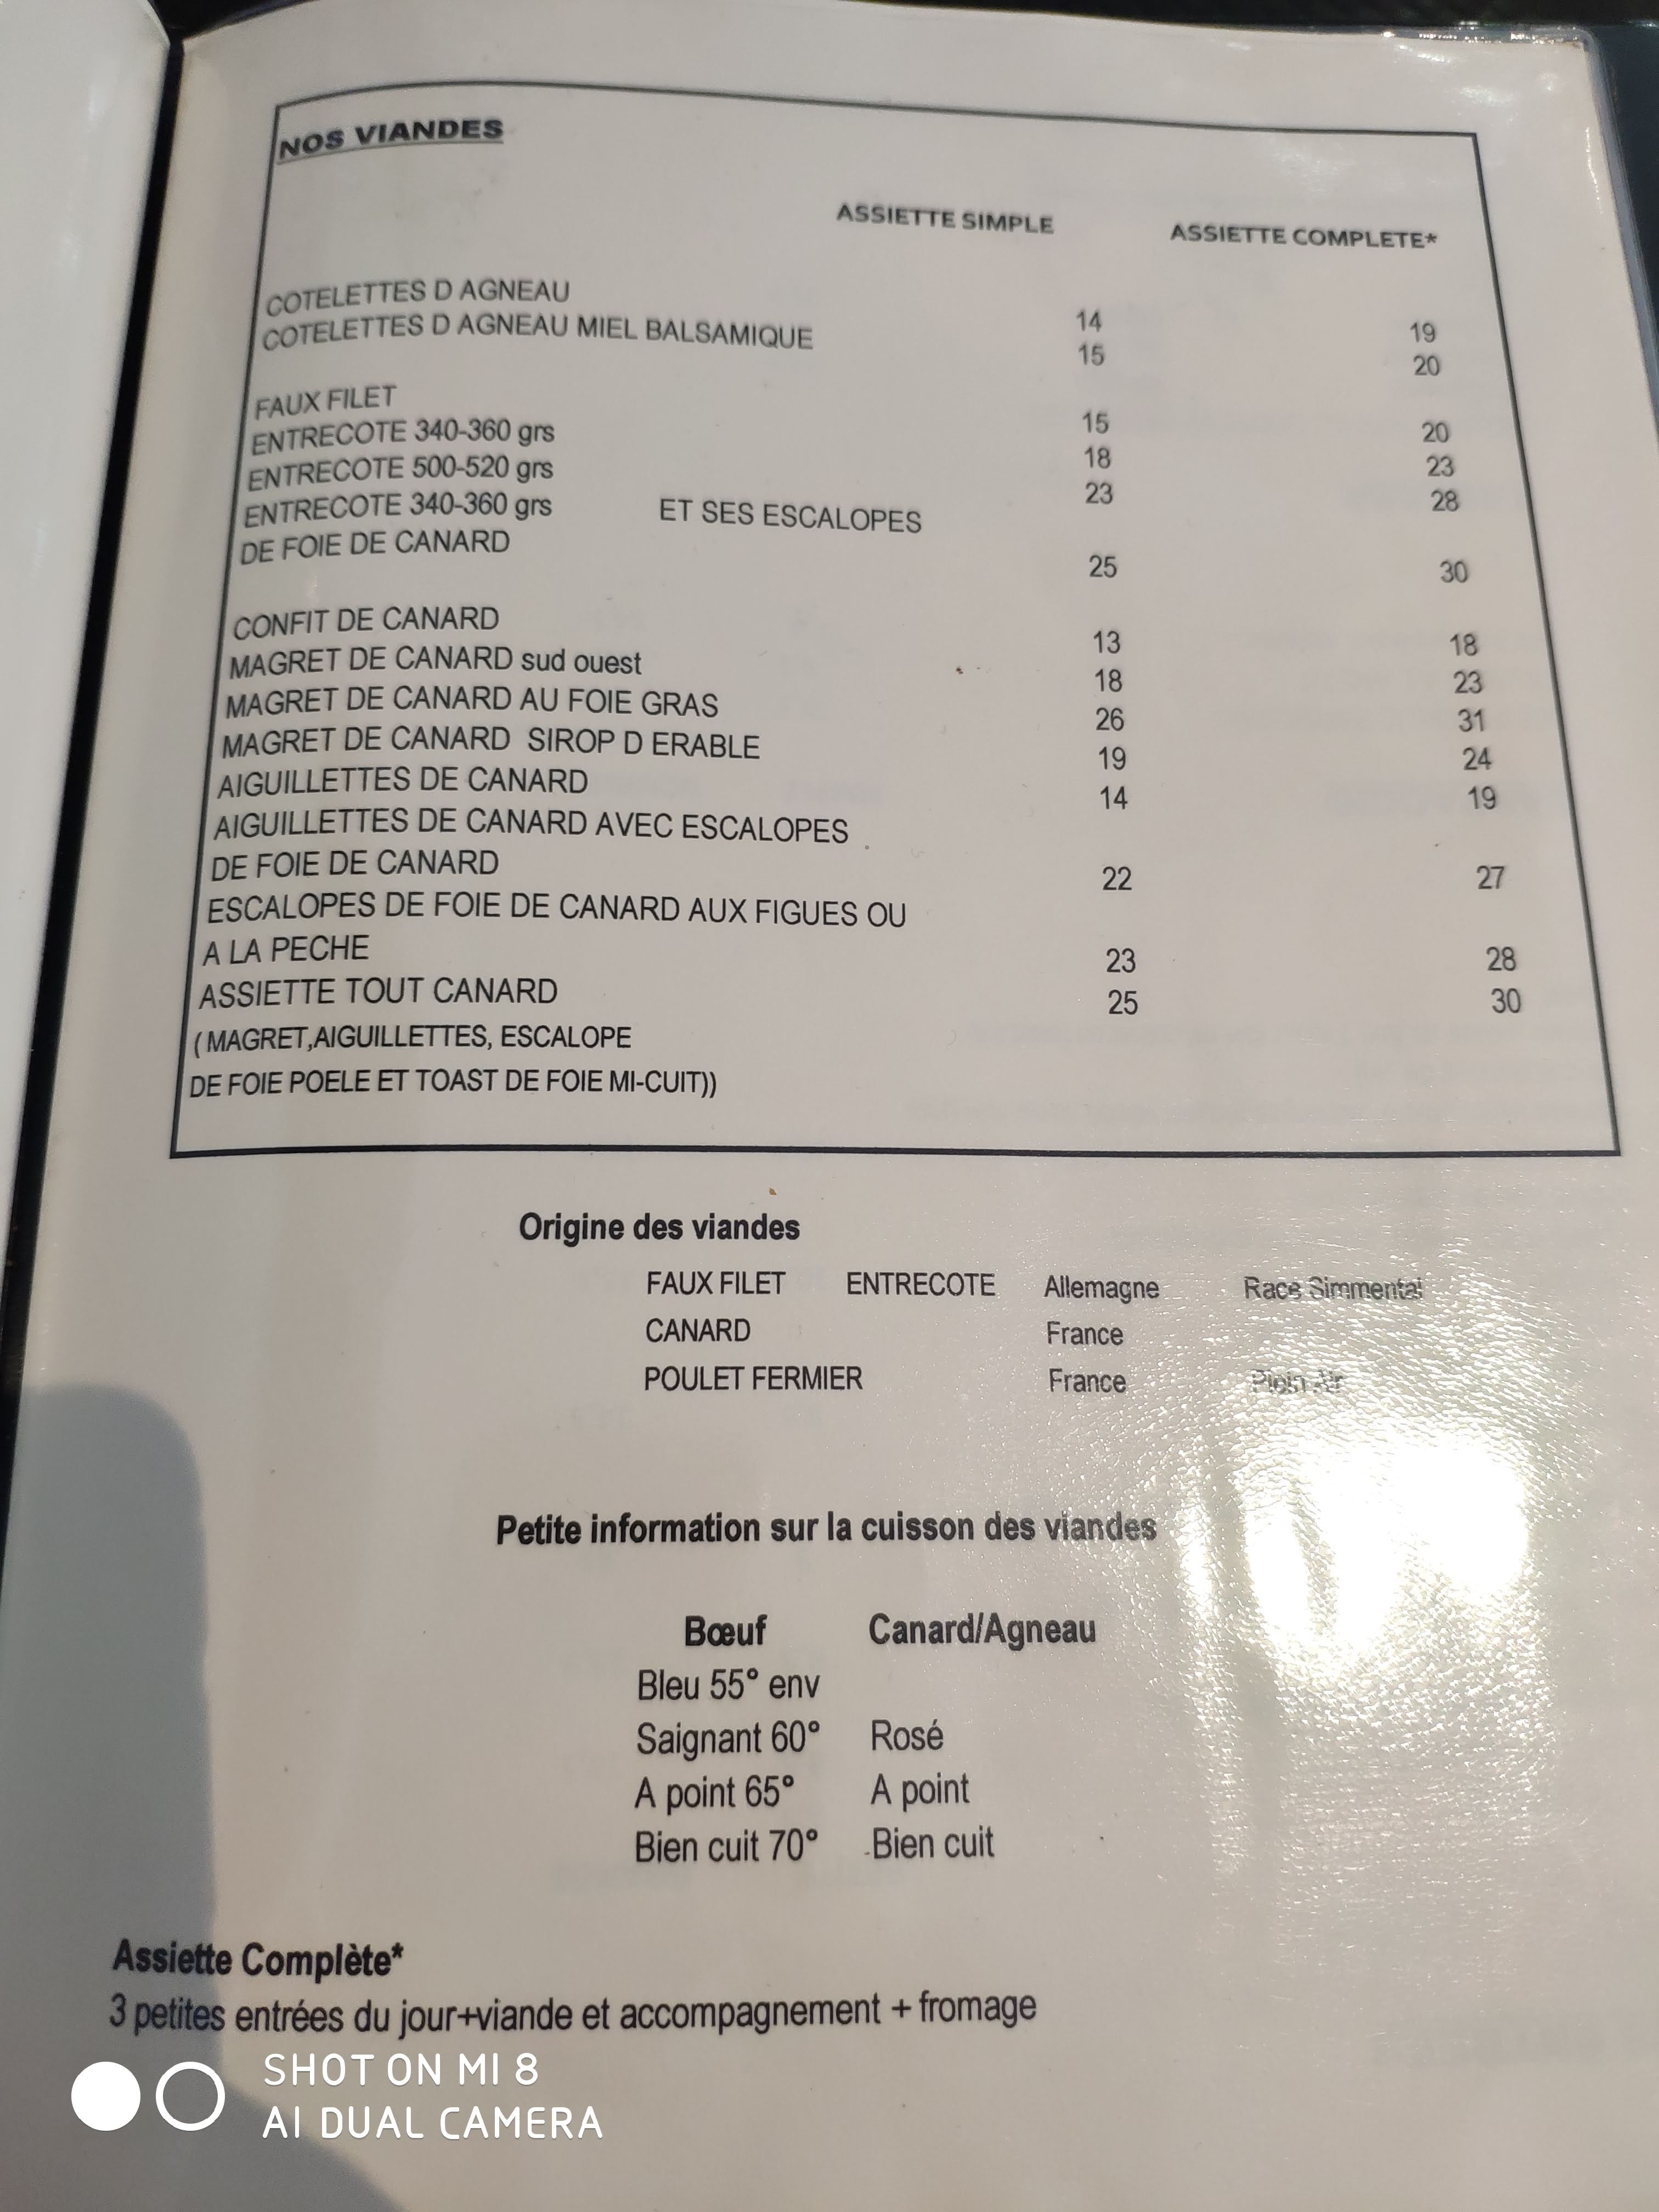 NOS VIANDES
ASSIETTE SIMPLE ASSIETTE COMPLETE*
COTELETTES D AGNEAU 14 19
COTELETTES D AGNEAU MIEL BALSAMIQUE 15 20
FAUX FILET 15 20
ENTRECOTE 340-360 grs 18 23
ENTRECOTE 500-520 grs 23 28
ENTRECOTE 340-360 grs ET SES ESCALOPES
DE FOIE DE CANARD 25 30
CONFIT DE CANARD 13 18
MAGRET DE CANARD sud ouest 18 23
MAGRET DE CANARD AU FOIE GRAS 26 31
MAGRET DE CANARD SIROP D ERABLE 19 24
AIGUILLETTES DE CANARD 14 19
AIGUILLETTES DE CANARD AVEC ESCALOPES
DE FOIE DE CANARD 22 27
ESCALOPES DE FOIE DE CANARD AUX FIGUES OU
A LA PECHE 23 28
ASSIETTE TOUT CANARD 25 30
( MAGRET,AIGUILLETTES, ESCALOPE
DE FOIE POELE ET TOAST DE FOIE MI-CUIT))
Origine des viandes
FAUX FILET ENTRECOTE Allemagne Race Simmental
CANARD France
POULET FERMIER France Plein Air
Petite information sur la cuisson des viandes
Bœuf Canard/Agneau
Bleu 55° env
Saignant 60° Rosé
A point 65° A point
Bien cuit 70° Bien cuit
Assiette Complète*
3 petites entrées du jour+viande et accompagnement + fromage
SHOT ON MI 8
AI DUAL CAMERA